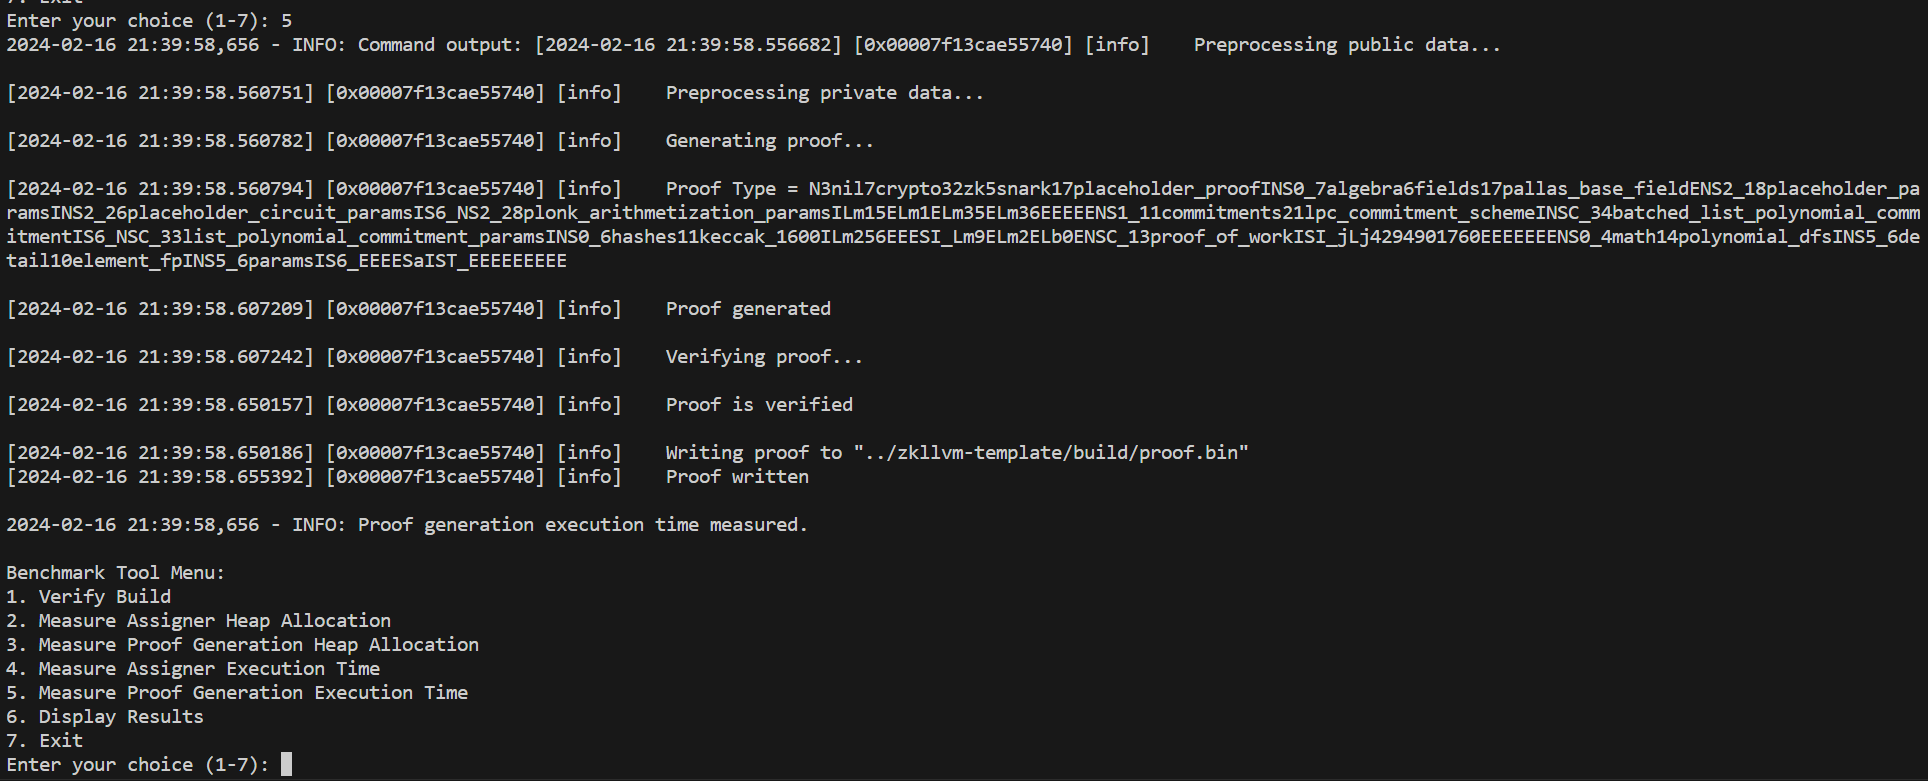 Enter your choice (1-7): 5
2024-02-16 21:39:58,656 - INFO: Command output: [2024-02-16 21:39:58.556682] [0x00007f13cae55740] [info]    Preprocessing public data...
[2024-02-16 21:39:58.560751] [0x00007f13cae55740] [info]    Preprocessing private data...
[2024-02-16 21:39:58.560782] [0x00007f13cae55740] [info]    Generating proof...
[2024-02-16 21:39:58.560794] [0x00007f13cae55740] [info]    Proof Type = N3nil7crypto32zk5snark17placeholder_proofINS0_7algebra6fields17pallas_base_fieldENS2_18placeholder_pa
ramsINS2_26placeholder_circuit_paramsIS6_NS2_28plonk_arithmetization_paramsILm15ELm1ELm35ELm36EEEEENS1_11commitments21lpc_commitment_schemeINSC_34batched_list_polynomial_comm
itmentIS6_NSC_33list_polynomial_commitment_paramsINS0_6hashes11keccak_1600ILm256EEESI_Lm9ELm2ELb0ENSC_13proof_of_workISI_jLj4294901760EEEEEEENS0_4math14polynomial_dfsINS5_6de
tail10element_fpINS5_6paramsIS6_EEEESaIST_EEEEEEEEE
[2024-02-16 21:39:58.607209] [0x00007f13cae55740] [info]    Proof generated
[2024-02-16 21:39:58.607242] [0x00007f13cae55740] [info]    Verifying proof...
[2024-02-16 21:39:58.650157] [0x00007f13cae55740] [info]    Proof is verified
[2024-02-16 21:39:58.650186] [0x00007f13cae55740] [info]    Writing proof to "../zkllvm-template/build/proof.bin"
[2024-02-16 21:39:58.655392] [0x00007f13cae55740] [info]    Proof written
2024-02-16 21:39:58,656 - INFO: Proof generation execution time measured.
Benchmark Tool Menu:
1. Verify Build
2. Measure Assigner Heap Allocation
3. Measure Proof Generation Heap Allocation
4. Measure Assigner Execution Time
5. Measure Proof Generation Execution Time
6. Display Results
7. Exit
Enter your choice (1-7):